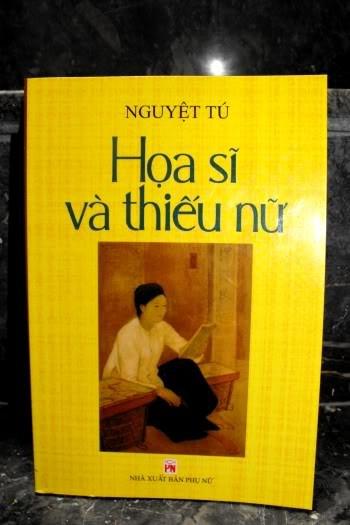 NGUYỆT TÚ
Họa sĩ
và thiếu nữ
PN
NHÀ XUẤT BẢN PHỤ NỮ